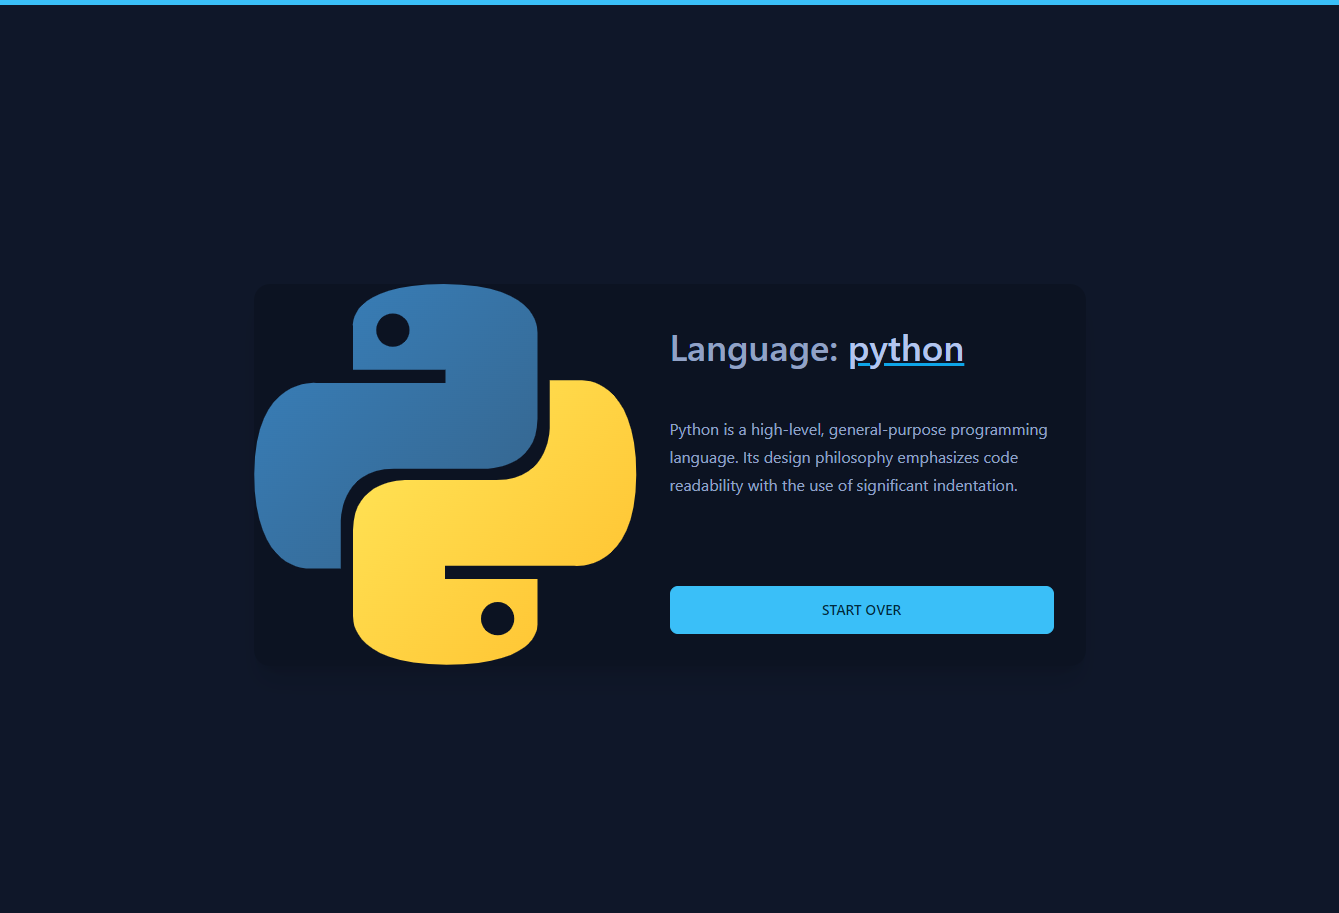 Language: python
Python is a high-level, general-purpose programming
language. Its design philosophy emphasizes code
readability with the use of significant indentation.
START OVER